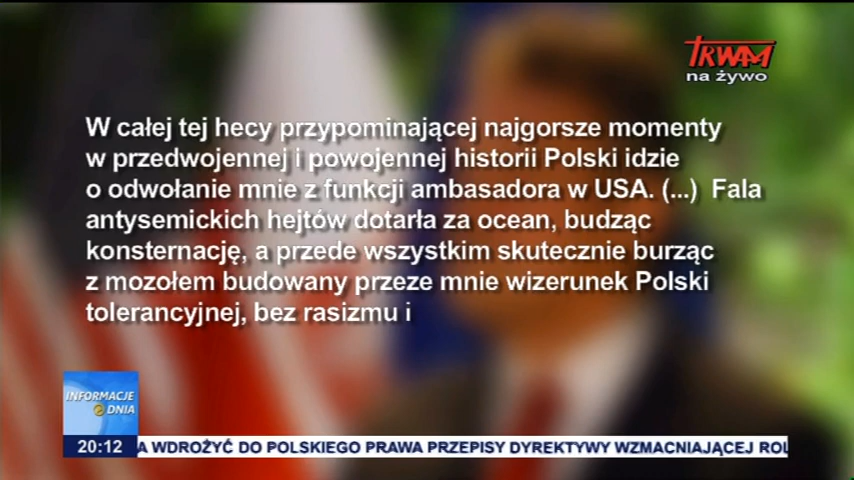 TRWAM
na żywo
W całej tej hecy przypominającej najgorsze momenty
w przedwojennej i powojennej historii Polski idzie
o odwołanie mnie z funkcji ambasadora w USA. (...) Fala
antysemickich hejtów dotarła za ocean, budząc
konsternację, a przede wszystkim skutecznie burząc
z mozołem budowany przeze mnie wizerunek Polski
tolerancyjnej, bez rasizmu i
INFORMACJE
DNIA
20:12
A WDROŻYĆ DO POLSKIEGO PRAWA PRZEPISY DYREKTYWY WZMACNIAJĄCEJ ROL